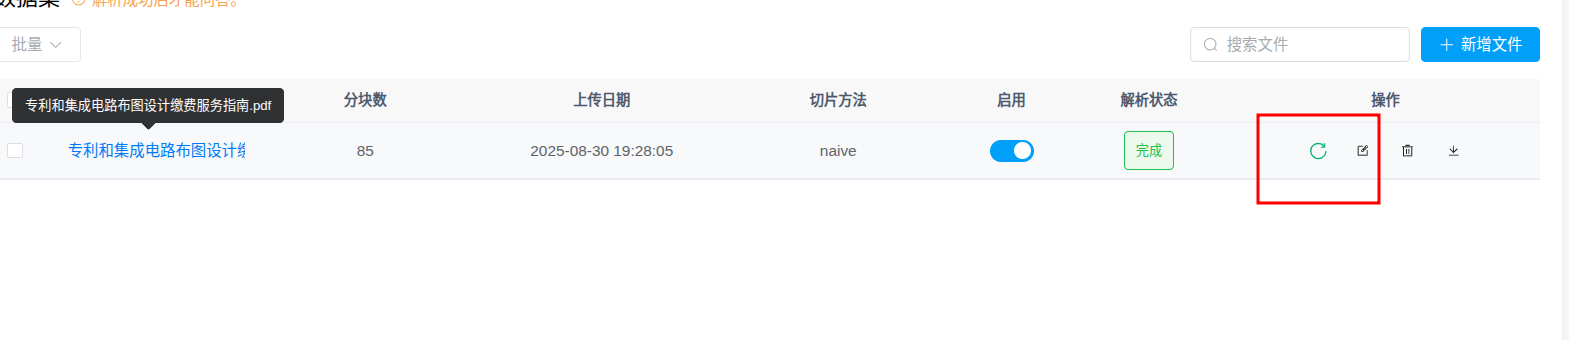 数据集 解析成功后才能问答。
批量
搜索文件
新增文件
专利和集成电路布图设计缴费服务指南.pdf
分块数 上传日期 切片方法 启用 解析状态 操作
专利和集成电路布图设计 85 2025-08-30 19:28:05 naive 完成